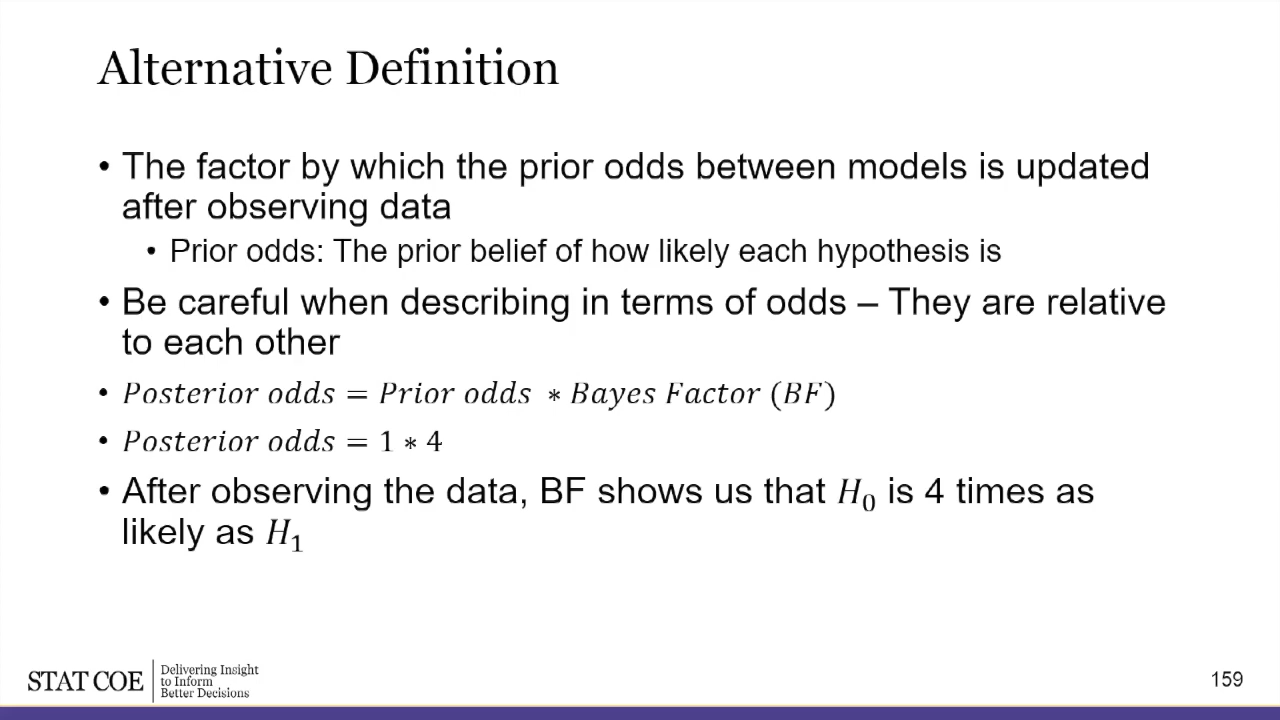 Alternative Definition
• The factor by which the prior odds between models is updated
after observing data
• Prior odds: The prior belief of how likely each hypothesis is
• Be careful when describing in terms of odds – They are relative
to each other
• Posterior odds = Prior odds ∗ Bayes Factor (BF)
• Posterior odds = 1 ∗ 4
• After observing the data, BF shows us that H₀ is 4 times as
likely as H₁
STAT COE
Delivering Insight
to Inform
Better Decisions
159